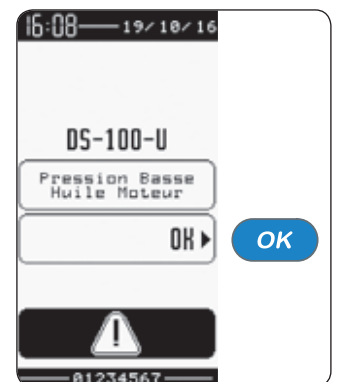 16:08 19/10/16
DS-100-U
Pression Basse
Huile Moteur
OK
OK
01234567